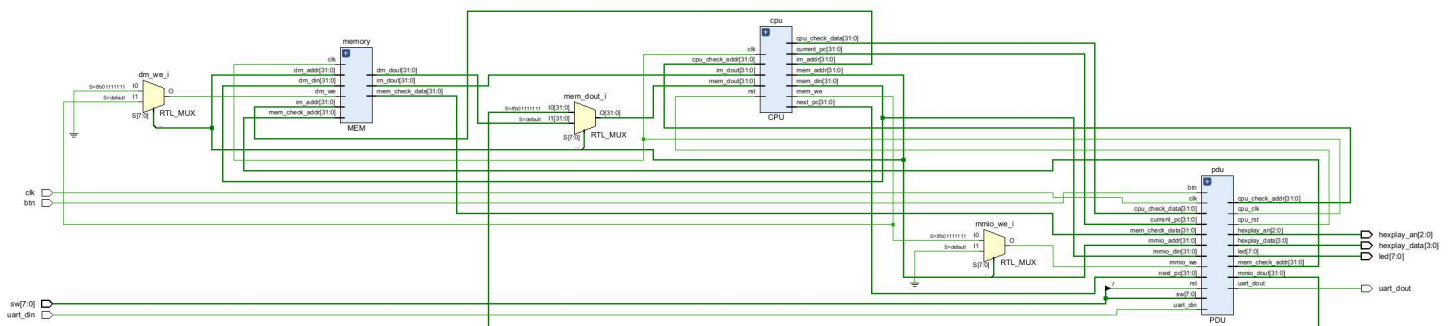 cpu
cpu_check_data[31:0]
clk
current_pc[31:0]
cpu_check_addr[31:0]
im_addr[31:0]
im_dout[31:0]
mem_addr[31:0]
mem_dout[31:0]
mem_din[31:0]
rst
mem_we
next_pc[31:0]
CPU
memory
clk
dm_addr[31:0]
dm_dout[31:0]
dm_din[31:0]
im_dout[31:0]
dm_we
mem_check_data[31:0]
im_addr[31:0]
mem_check_addr[31:0]
MEM
dm_we_i
S=8'b01111111
I0
S=default
I1
O
S[7:0]
RTL_MUX
mem_dout_i
S=8'b01111111
I0[31:0]
S=default
I1[31:0]
O[31:0]
S[7:0]
RTL_MUX
pdu
btn
clk
cpu_check_addr[31:0]
cpu_check_data[31:0]
cpu_clk
current_pc[31:0]
cpu_rst
mem_check_data[31:0]
hexplay_an[2:0]
mmio_addr[31:0]
hexplay_data[3:0]
mmio_din[31:0]
led[7:0]
mmio_we
mem_check_addr[31:0]
next_pc[31:0]
mmio_dout[31:0]
rst
uart_dout
sw[7:0]
uart_din
PDU
mmio_we_i
S=8'b01111111
I0
S=default
I1
O
S[7:0]
RTL_MUX
7
clk
btn
sw[7:0]
uart_din
hexplay_an[2:0]
hexplay_data[3:0]
led[7:0]
uart_dout